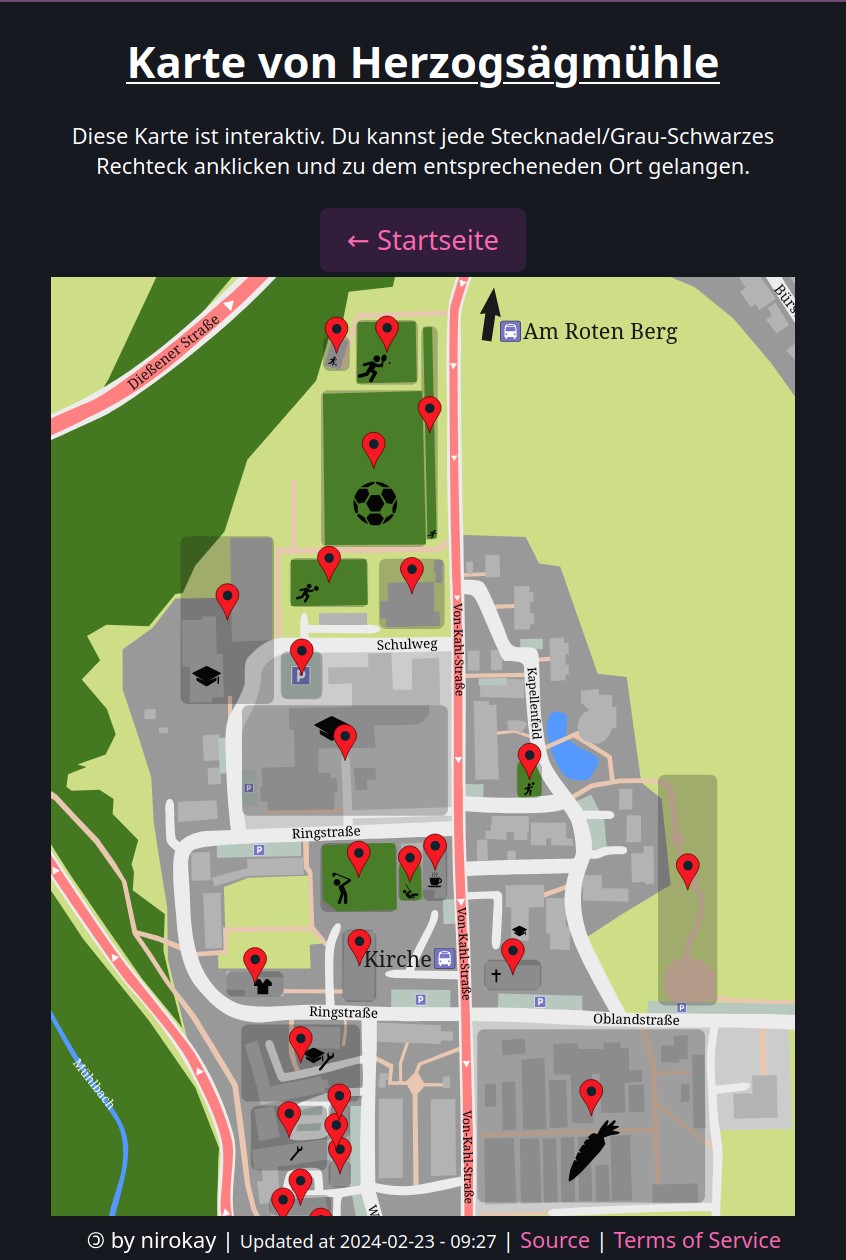 Karte von Herzogsägmühle
Diese Karte ist interaktiv. Du kannst jede Stecknadel/Grau-Schwarzes
Rechteck anklicken und zu dem entsprecheneden Ort gelangen.
← Startseite
Dießener Straße
Am Roten Berg
Bürs
Von-Kahl-Straße
Schulweg
P
Kapellenfeld
P
Ringstraße
P
Kirche
Von-Kahl-Straße
P
P
P
Ringstraße
Oblandstraße
Mühlbach
Von-Kahl-Straße
W
🄯 by nirokay | Updated at 2024-02-23 - 09:27 | Source | Terms of Service